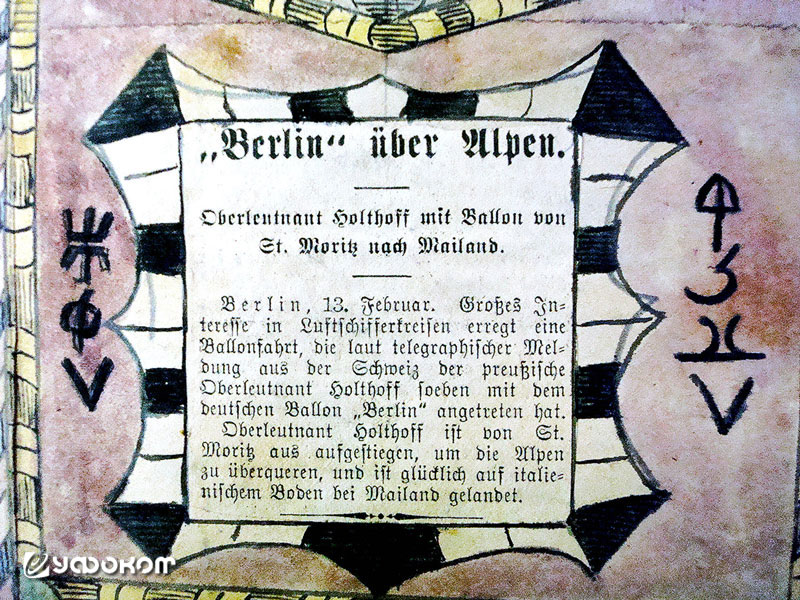 „Berlin“ über Alpen.
Oberleutnant Holthoff mit Ballon von
St. Moritz nach Mailand.
Berlin, 13. Februar. Großes In-
teresse in Luftschifferkreisen erregt eine
Ballonfahrt, die laut telegraphischer Mel-
dung aus der Schweiz der preußische
Oberleutnant Holthoff soeben mit dem
deutschen Ballon „Berlin“ angetreten hat.
Oberleutnant Holthoff ist von St.
Moritz aus aufgestiegen, um die Alpen
zu überqueren, und ist glücklich auf italie-
nischem Boden bei Mailand gelandet.
уфоком